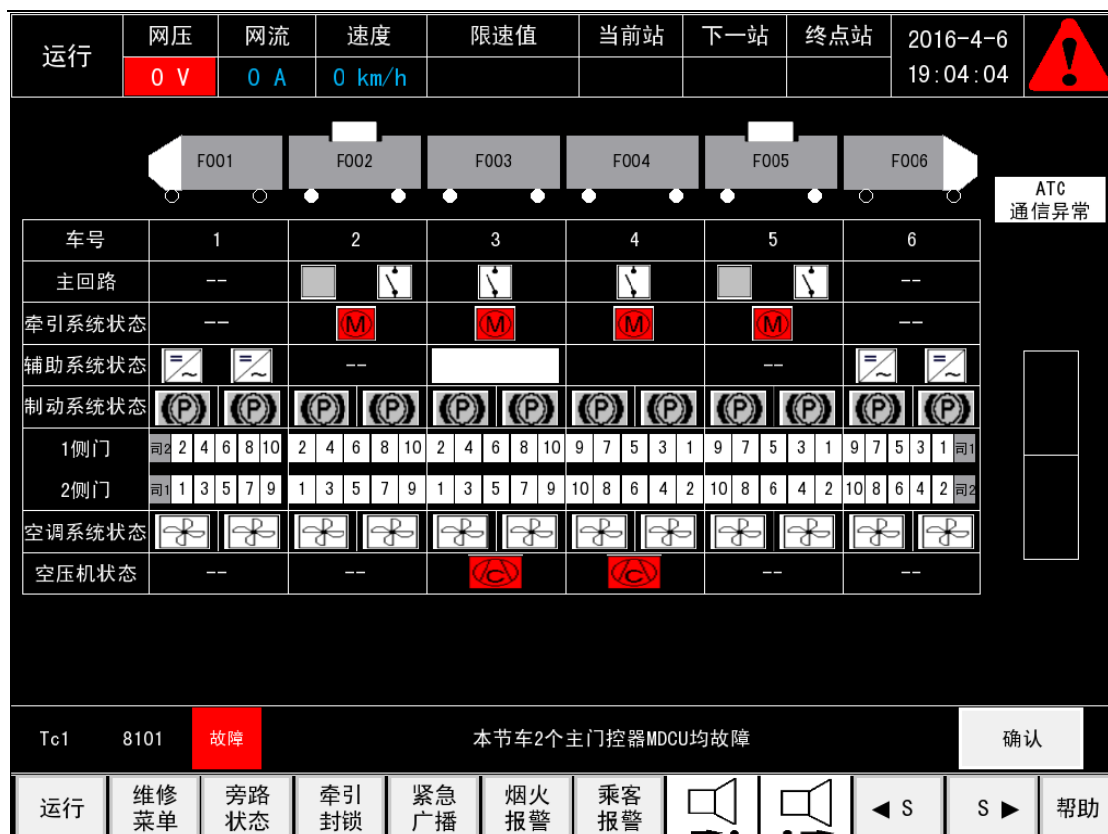 运行 网压 网流 速度 限速值 当前站 下一站 终点站 2016-4-6
0 V 0 A 0 km/h 19:04:04
F001 F002 F003 F004 F005 F006
ATC
通信异常
车号 1 2 3 4 5 6
主回路 -- --
牵引系统状态 -- M M M M --
辅助系统状态 =~ =~ -- -- =~ =~
制动系统状态 (P) (P) (P) (P) (P) (P) (P) (P) (P) (P) (P) (P)
1侧门 司2 2 4 6 8 10 2 4 6 8 10 2 4 6 8 10 9 7 5 3 1 9 7 5 3 1 9 7 5 3 1 司1
2侧门 司1 1 3 5 7 9 1 3 5 7 9 1 3 5 7 9 10 8 6 4 2 10 8 6 4 2 10 8 6 4 2 司2
空调系统状态
空压机状态 -- -- C C -- --
Tc1 8101 故障 本节车2个主门控器MDCU均故障 确认
运行 维修 旁路 牵引 紧急 烟火 乘客 ◄ S S ► 帮助
菜单 状态 封锁 广播 报警 报警